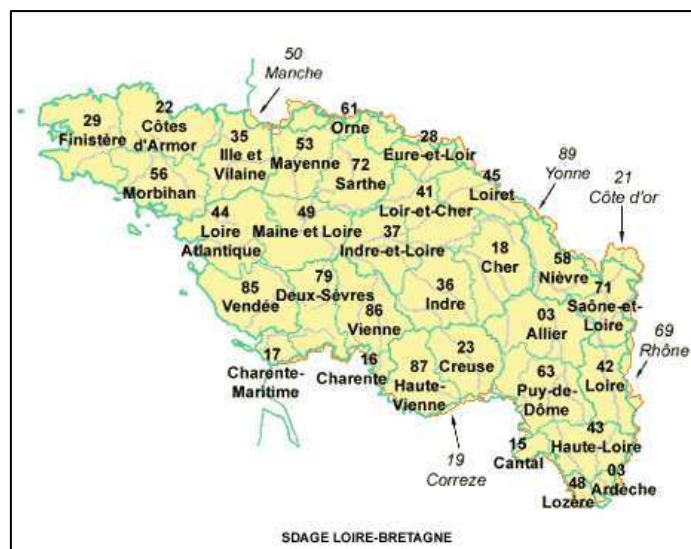 50
Manche
22
Côtes
d'Armor
29
Finistère
35
Ille et
Vilaine
53
Mayenne
61
Orne
28
Eure-et-Loir
72
Sarthe
56
Morbihan
45
Loiret
89
Yonne
21
Côte d'or
41
Loir-et-Cher
44
Loire
Atlantique
49
Maine et Loire
37
Indre-et-Loire
18
Cher
58
Nièvre
71
Saône-et-
Loire
85
Vendée
79
Deux-Sèvres
86
Vienne
36
Indre
03
Allier
69
Rhône
17
Charente-
Maritime
16
Charente
87
Haute-
Vienne
23
Creuse
63
Puy-de-
Dôme
42
Loire
19
Correze
15
Cantal
43
Haute-Loire
48
Lozère
03
Ardèche
SDAGE LOIRE-BRETAGNE